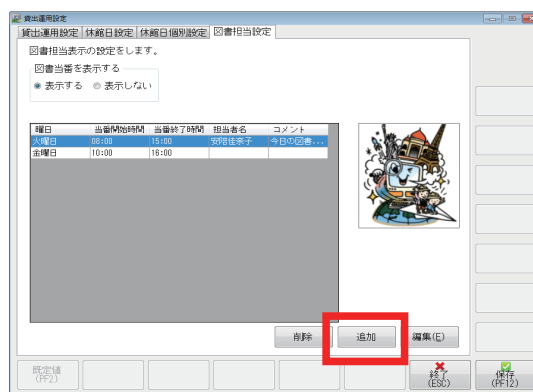 貸出運用設定
貸出運用設定 休館日設定 休館日個別設定 図書担当設定
図書担当表示の設定をします。
図書当番を表示する
表示する 表示しない
曜日 当番開始時間 当番終了時間 担当者名 コメント
火曜日 08:00 15:00 安陪佳奈子 今日の図書...
金曜日 10:00 16:00
削除 追加 編集(E)
既定値
(PF2)
終了
(ESC)
保存
(PF12)